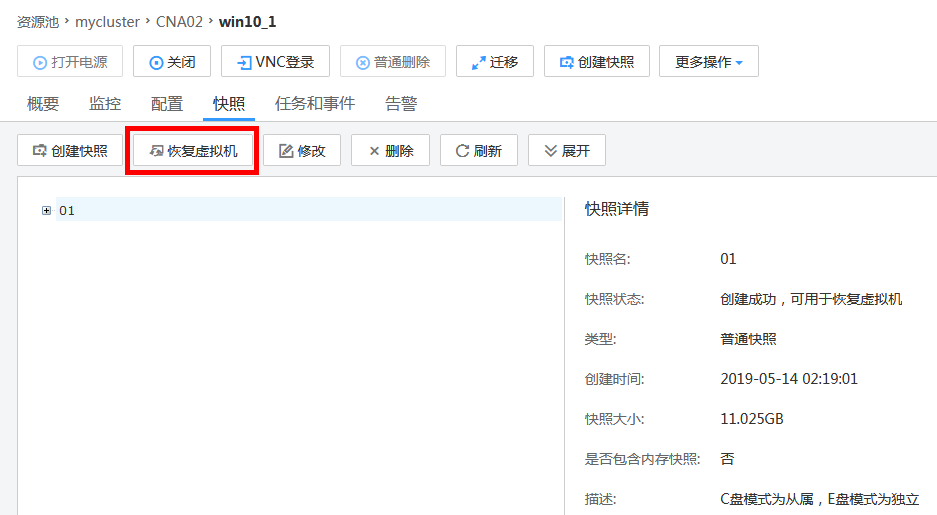 资源池 › mycluster › CNA02 › win10_1
打开电源 关闭 VNC登录 普通删除 迁移 创建快照 更多操作
概要 监控 配置 快照 任务和事件 告警
创建快照 恢复虚拟机 修改 删除 刷新 展开
01
快照详情
快照名: 01
快照状态: 创建成功，可用于恢复虚拟机
类型: 普通快照
创建时间: 2019-05-14 02:19:01
快照大小: 11.025GB
是否包含内存快照: 否
描述: C盘模式为从属，E盘模式为独立